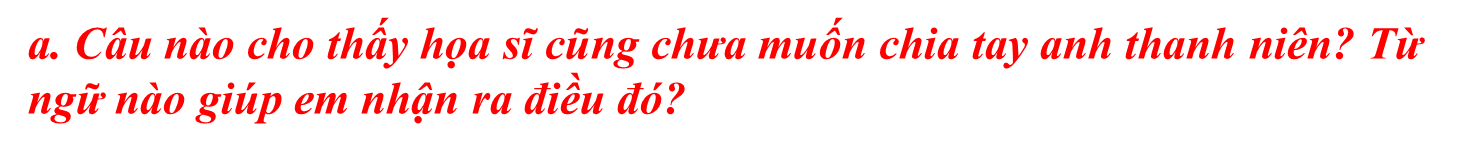 a. Câu nào cho thấy họa sĩ cũng chưa muốn chia tay anh thanh niên? Từ
ngữ nào giúp em nhận ra điều đó?